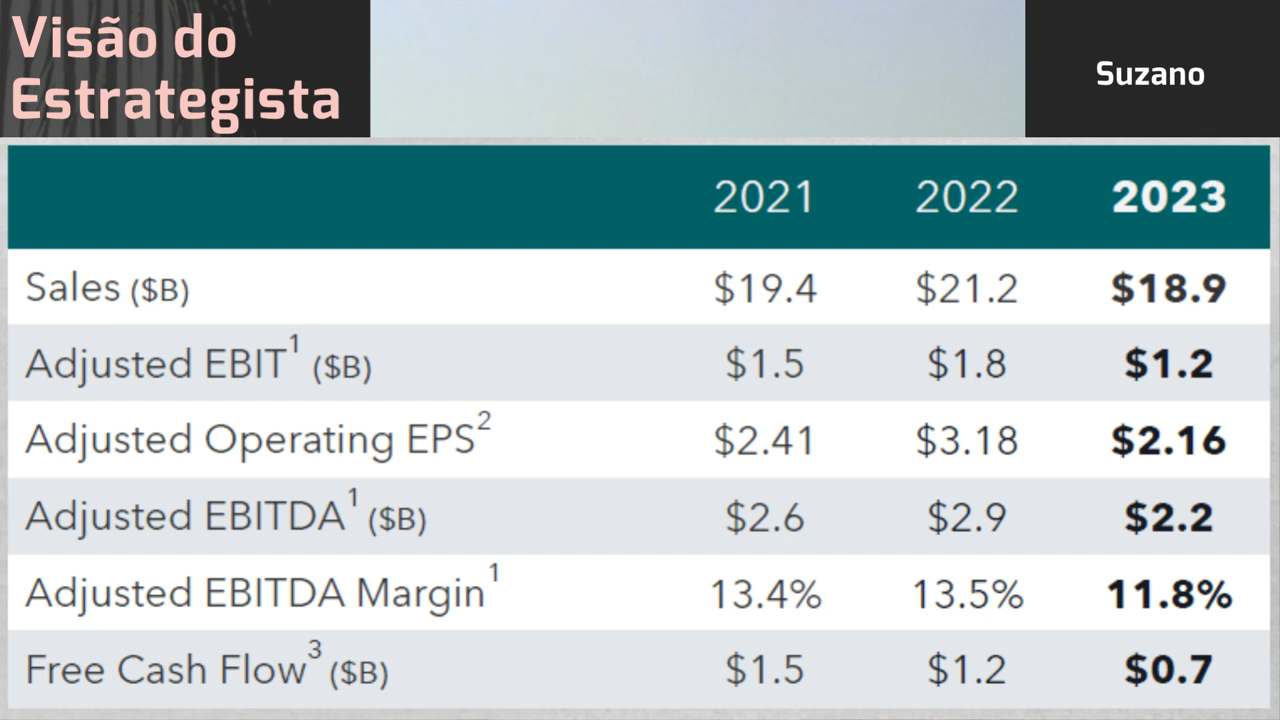 Visão do
Estrategista
Suzano
2021 2022 2023
Sales ($B) $19.4 $21.2 $18.9
Adjusted EBIT1 ($B) $1.5 $1.8 $1.2
Adjusted Operating EPS2 $2.41 $3.18 $2.16
Adjusted EBITDA1 ($B) $2.6 $2.9 $2.2
Adjusted EBITDA Margin1 13.4% 13.5% 11.8%
Free Cash Flow3 ($B) $1.5 $1.2 $0.7